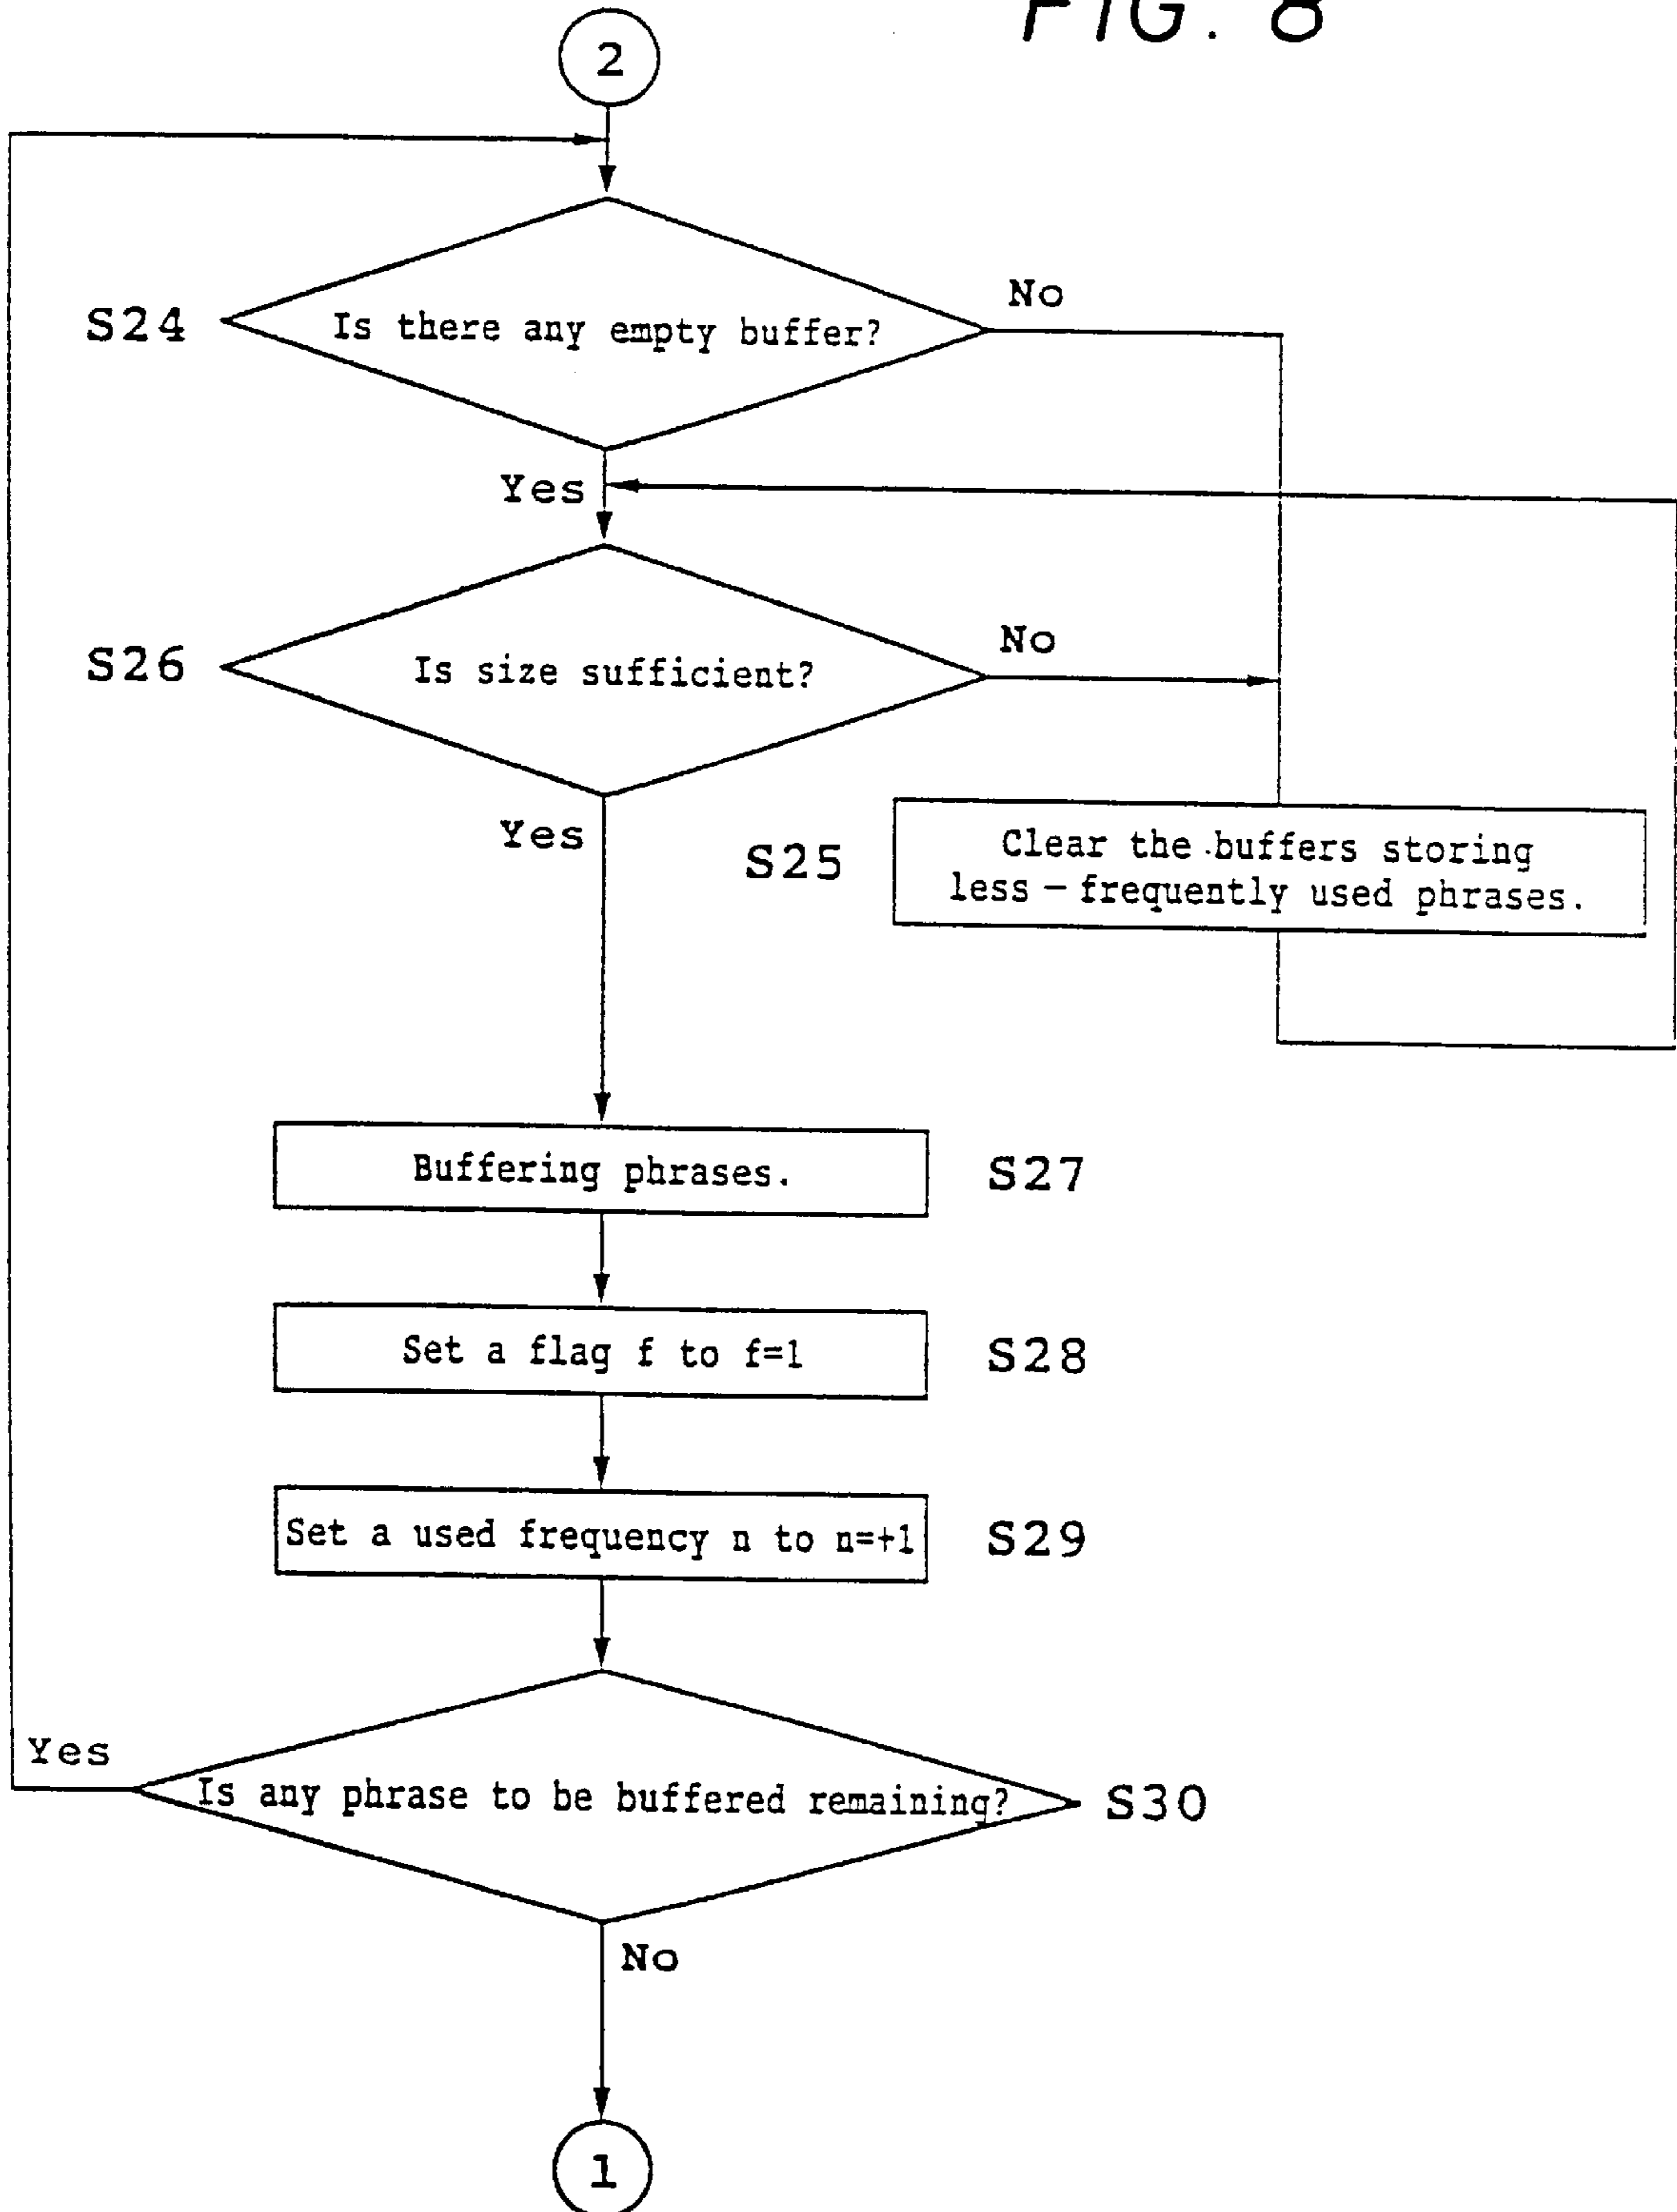 FIG. 8
2
S24
Is there any empty buffer?
No
Yes
S26
Is size sufficient?
No
Yes
S25
Clear the buffers storing
less-frequently used phrases.
Buffering phrases.
S27
Set a flag f to f=1
S28
Set a used frequency n to n=+1
S29
Yes
Is any phrase to be buffered remaining?
S30
No
1